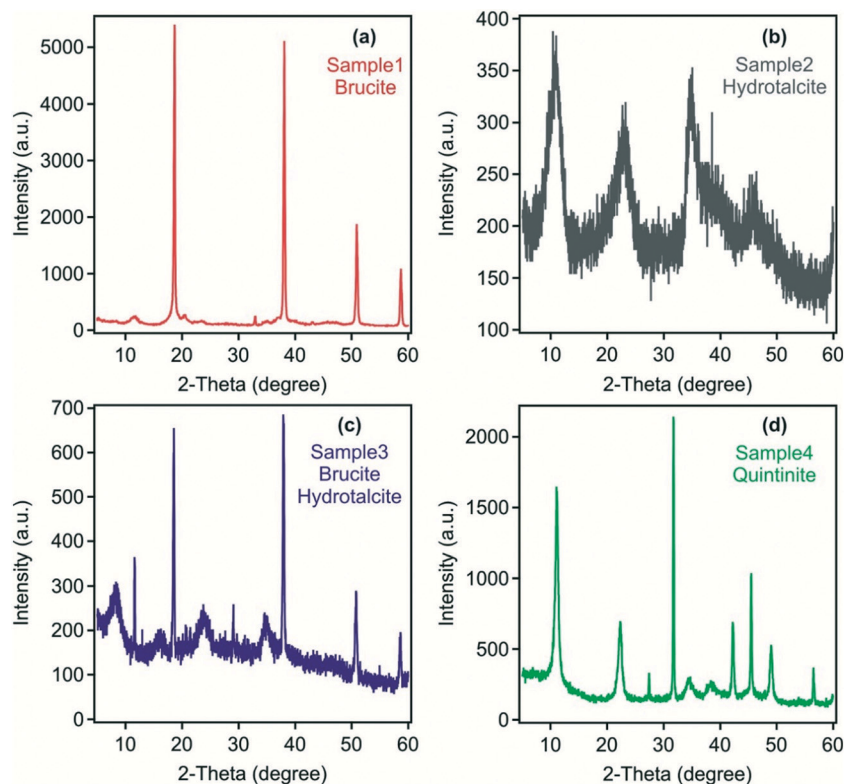 (a)
Sample1
Brucite
5000
4000
3000
2000
1000
0
Intensity (a.u.)
10 20 30 40 50 60
2-Theta (degree)
(b)
Sample2
Hydrotalcite
400
350
300
250
200
150
100
Intensity (a.u.)
10 20 30 40 50 60
2-Theta (degree)
(c)
Sample3
Brucite
Hydrotalcite
700
600
500
400
300
200
100
0
Intensity (a.u.)
10 20 30 40 50 60
2-Theta (degree)
(d)
Sample4
Quintinite
2000
1500
1000
500
0
Intensity (a.u.)
10 20 30 40 50 60
2-Theta (degree)